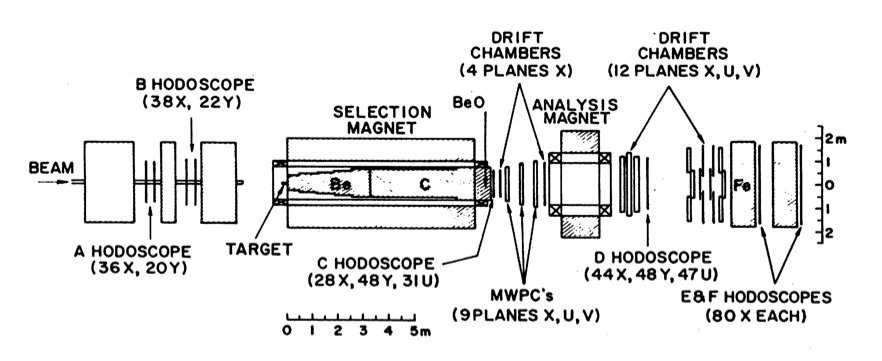 DRIFT
CHAMBERS
(4 PLANES X)
DRIFT
CHAMBERS
(12 PLANES X, U, V)
B HODOSCOPE
(38X, 22Y)
SELECTION
MAGNET
BeO
ANALYSIS
MAGNET
BEAM
Be
C
Fe
2m
1
0
1
2
A HODOSCOPE
(36X, 20Y)
TARGET
C HODOSCOPE
(28X, 48Y, 31U)
MWPC's
(9 PLANES X, U, V)
D HODOSCOPE
(44X, 48Y, 47U)
E&F HODOSCOPES
(80 X EACH)
0 1 2 3 4 5m